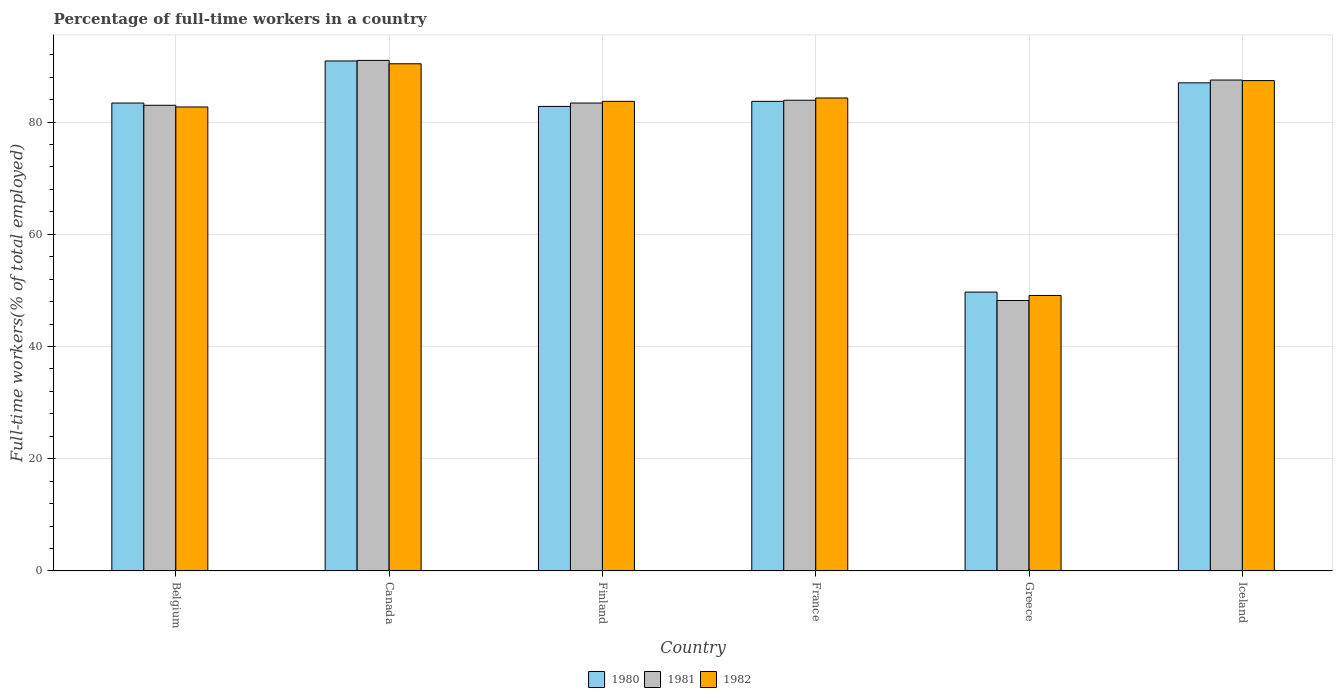 Percentage of full-time workers in a country
Full-time workers(% of total employed)
80
60
40
20
0
Belgium
Canada
Finland
France
Greece
Iceland
Country
1980
1981
1982